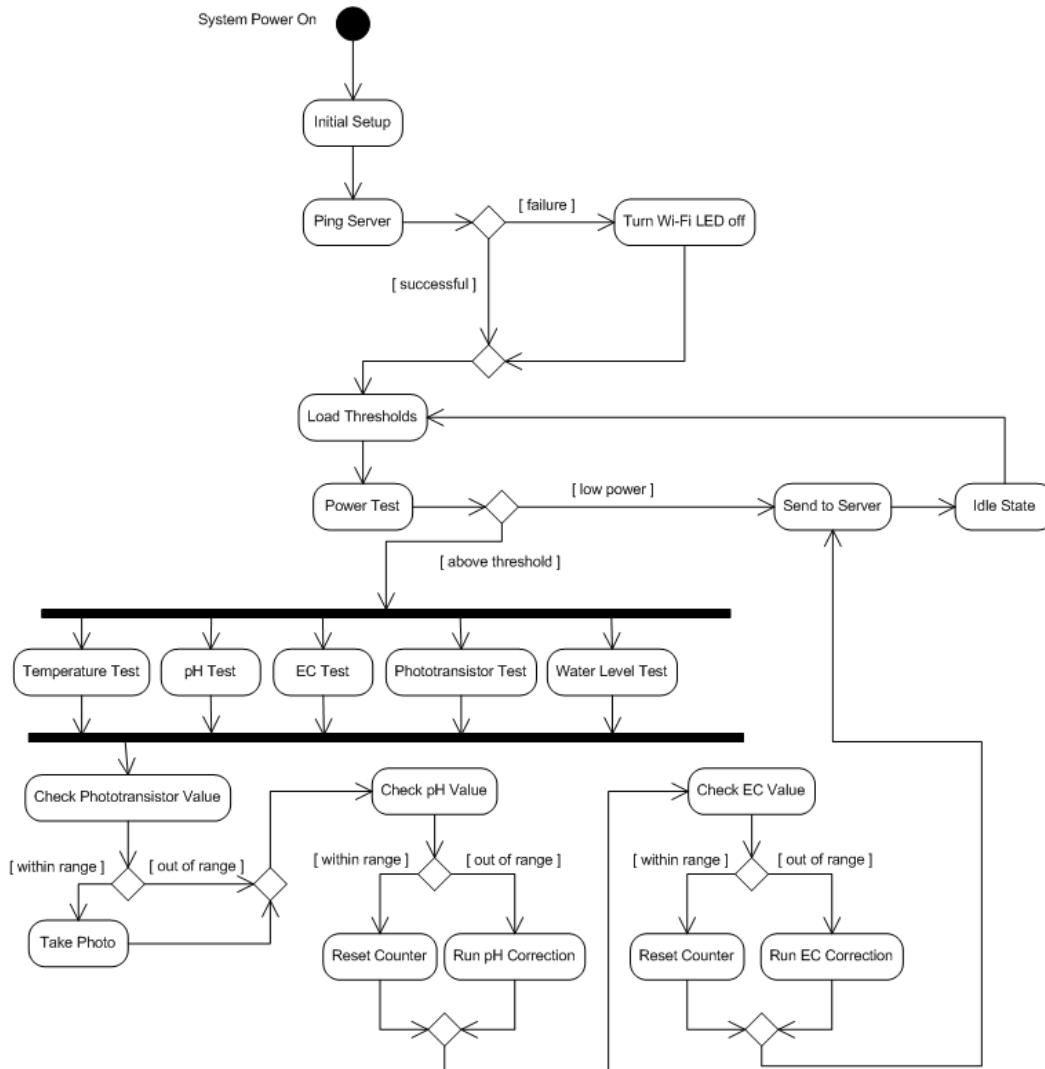 System Power On
Initial Setup
Ping Server
[ failure ]
Turn Wi-Fi LED off
[ successful ]
Load Thresholds
Power Test
[ low power ]
Send to Server
Idle State
[ above threshold ]
Temperature Test
pH Test
EC Test
Phototransistor Test
Water Level Test
Check Phototransistor Value
Check pH Value
Check EC Value
[ within range ]
[ out of range ]
[ within range ]
[ out of range ]
[ within range ]
[ out of range ]
Take Photo
Reset Counter
Run pH Correction
Reset Counter
Run EC Correction